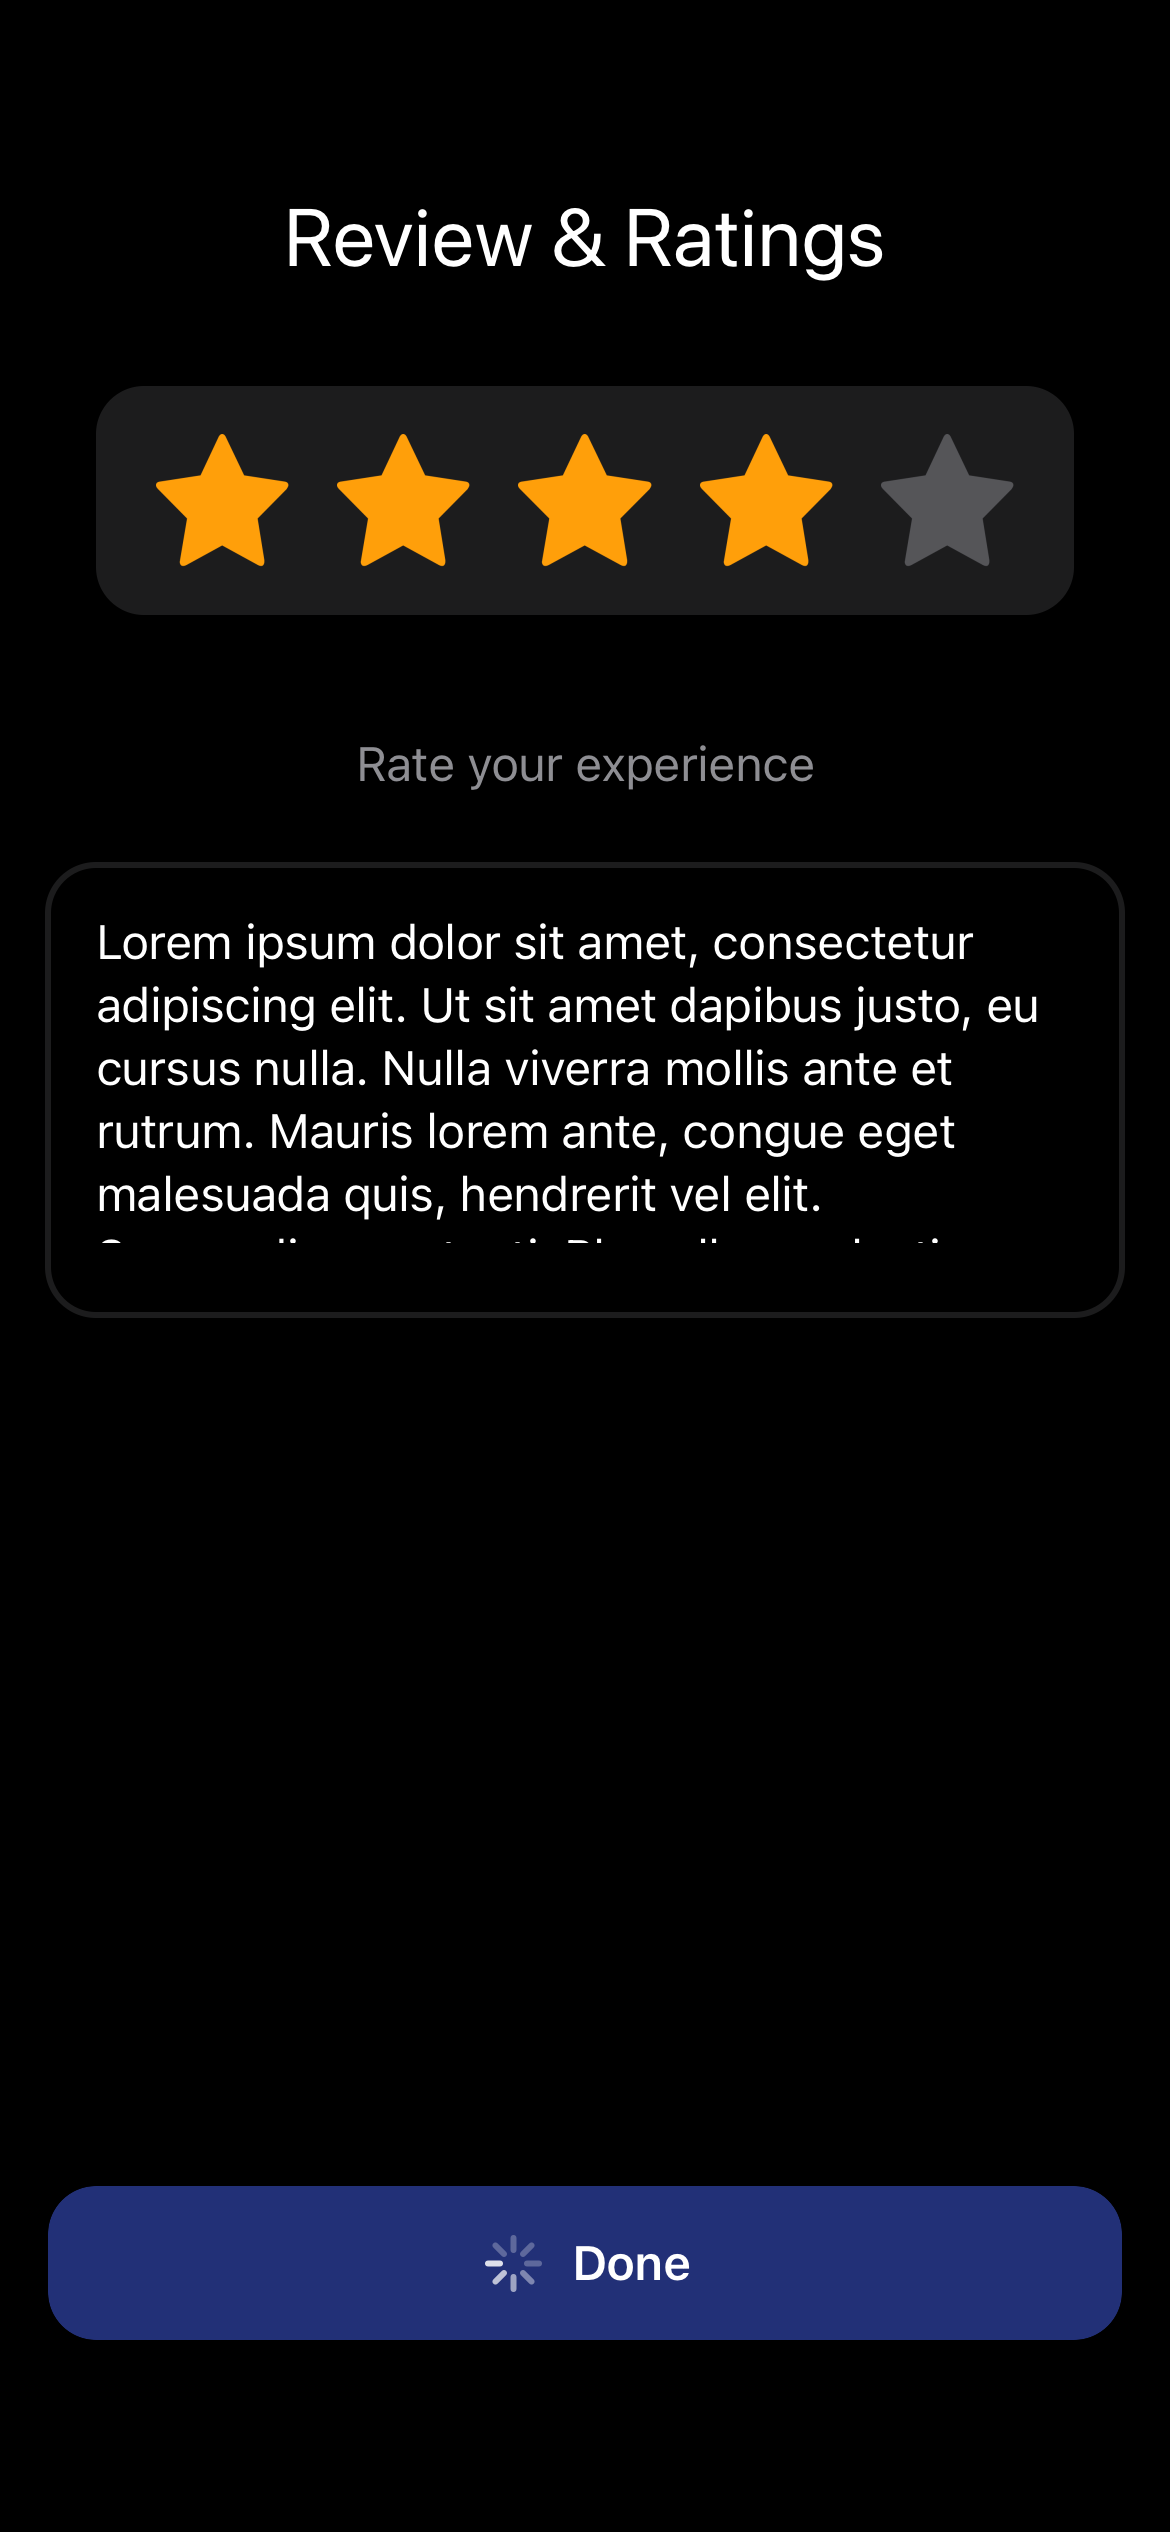 Review & Ratings
Rate your experience
Lorem ipsum dolor sit amet, consectetur
adipiscing elit. Ut sit amet dapibus justo, eu
cursus nulla. Nulla viverra mollis ante et
rutrum. Mauris lorem ante, congue eget
malesuada quis, hendrerit vel elit.
Done